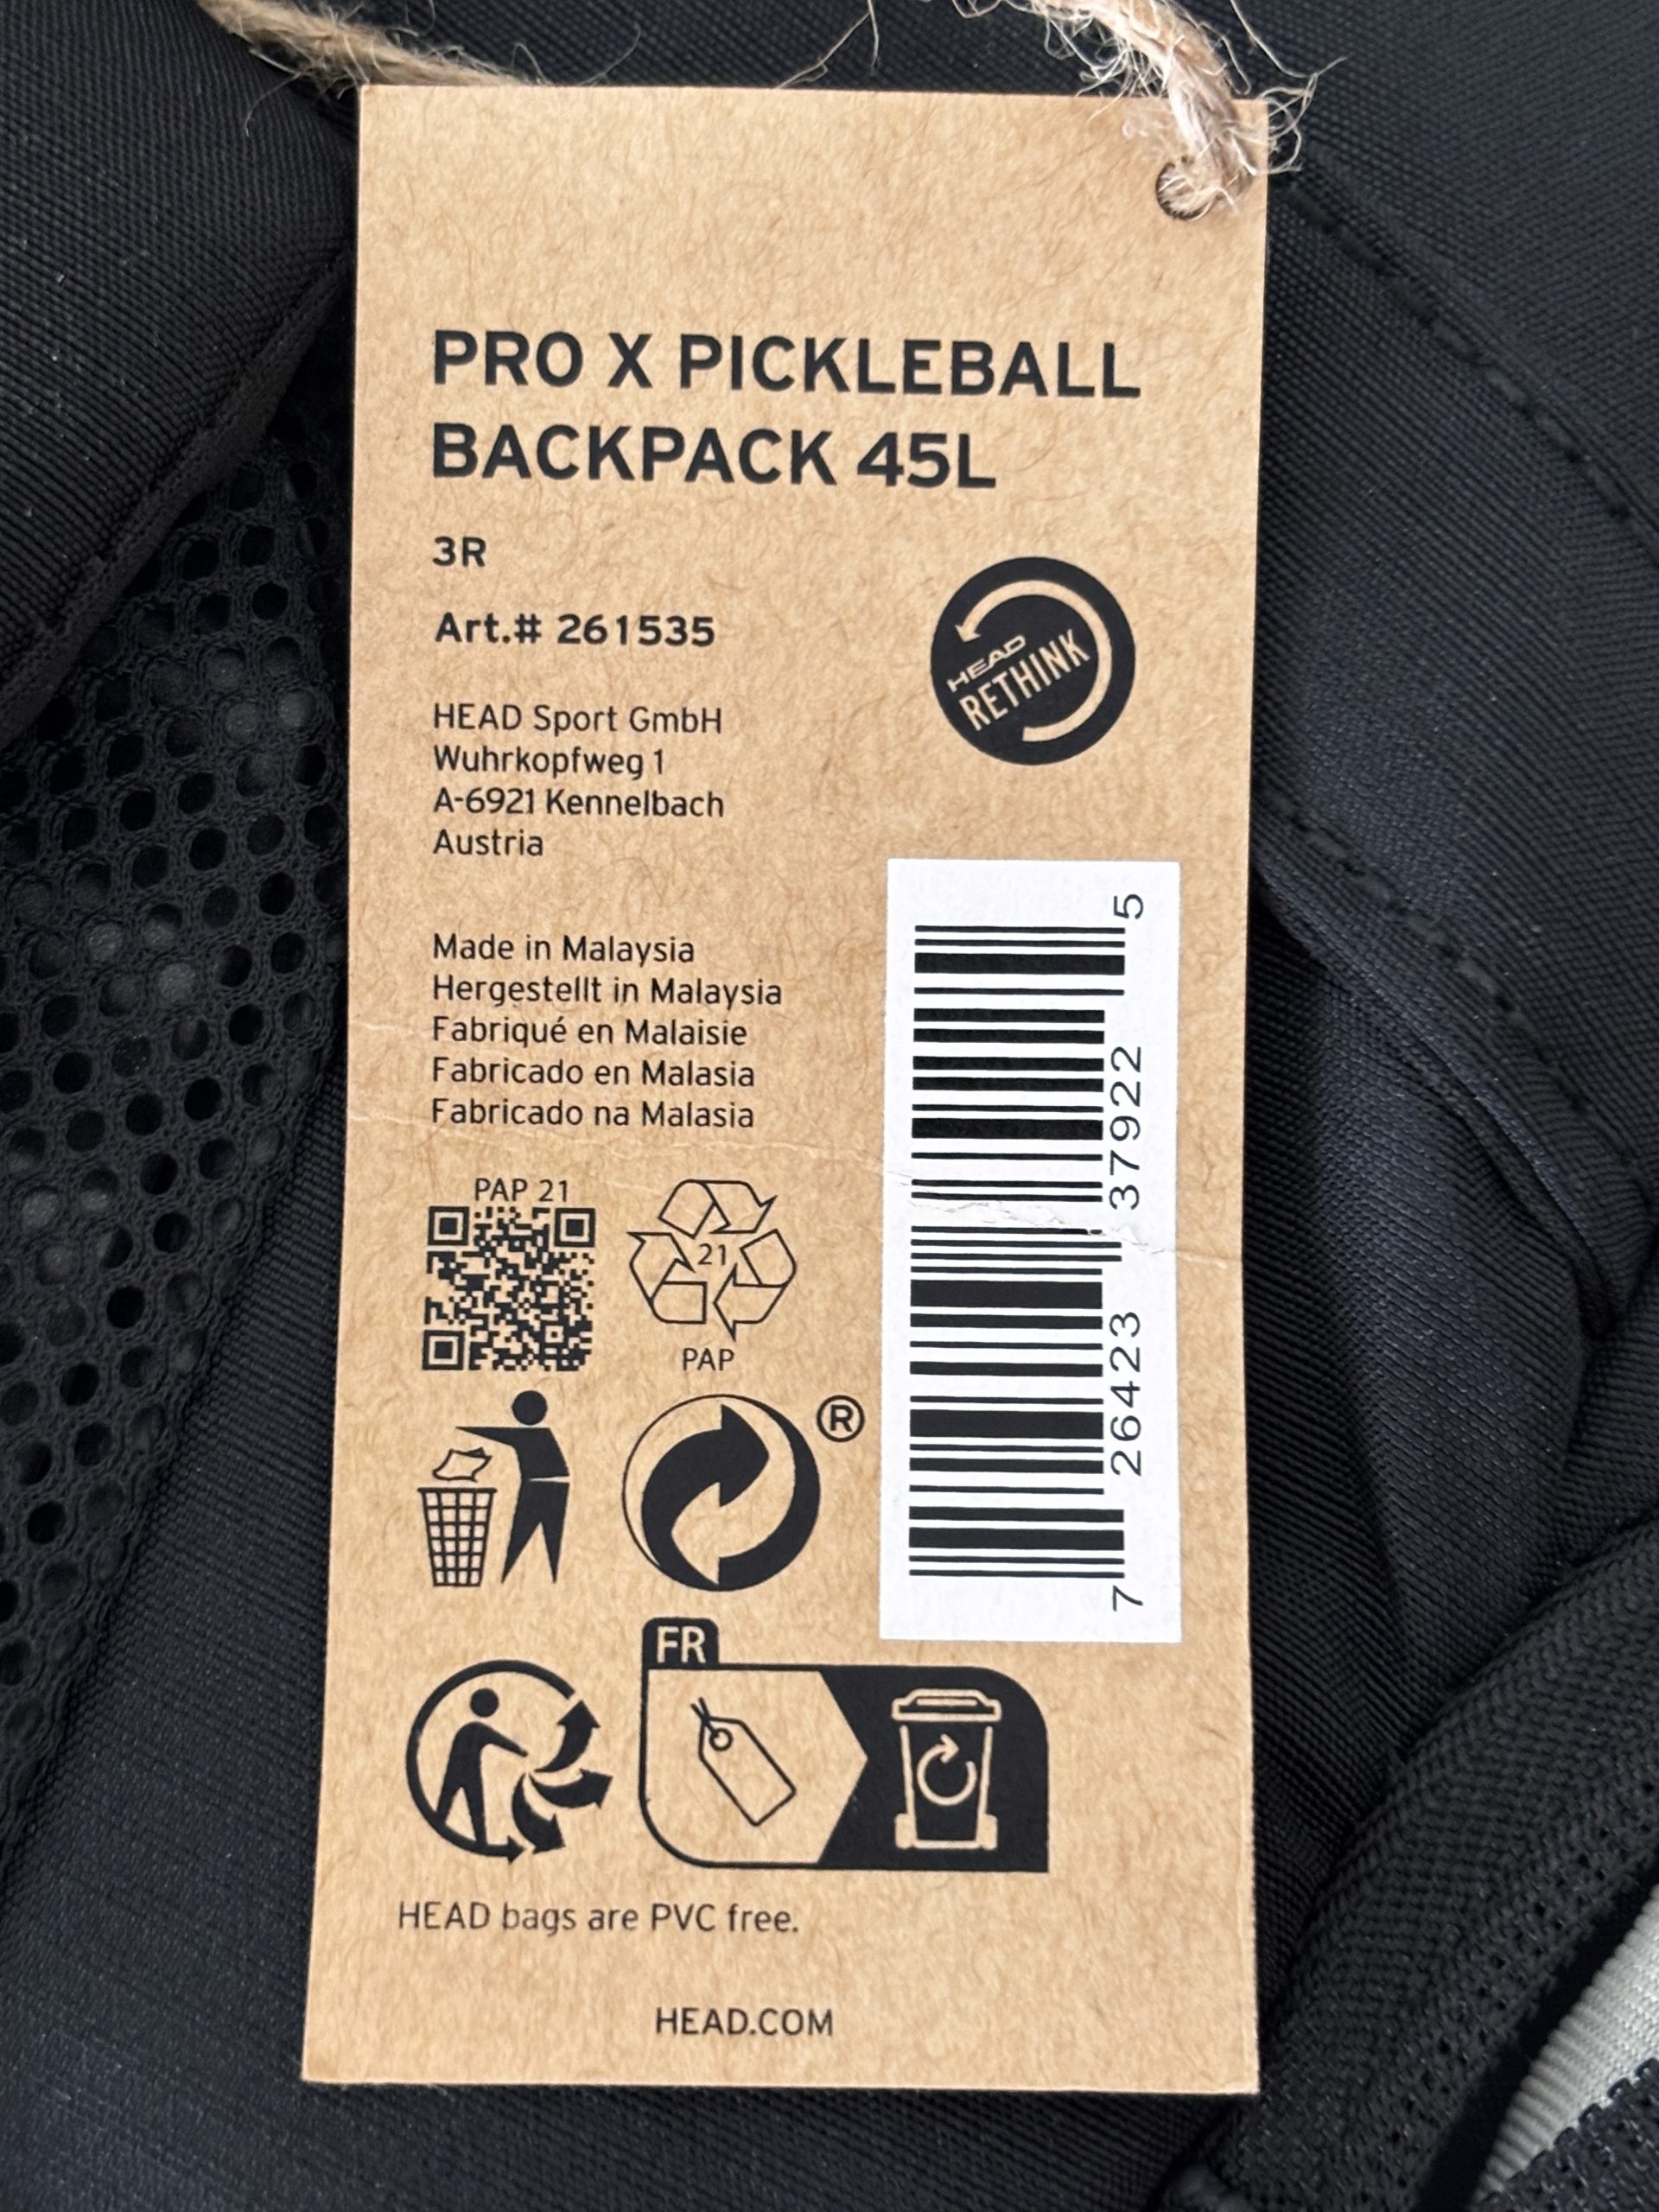 PRO X PICKLEBALL
BACKPACK 45L
3R
Art.# 261535
HEAD
RETHINK
HEAD Sport GmbH
Wuhrkopfweg 1
A-6921 Kennelbach
Austria
Made in Malaysia
Hergestellt in Malaysia
Fabriqué en Malaisie
Fabricado en Malasia
Fabricado na Malasia
7 26423 37922 5
PAP 21
21
PAP
®
FR
HEAD bags are PVC free.
HEAD.COM